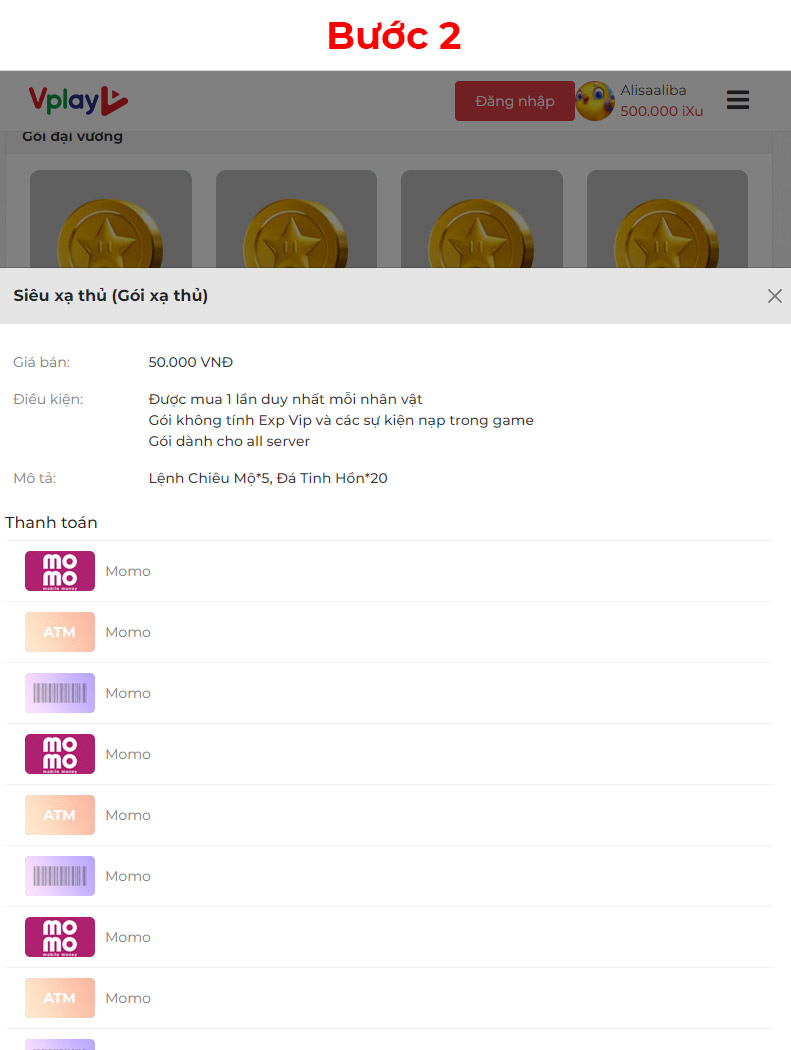 Bước 2
Vplay
Đăng nhập
Alisaaliba
500.000 iXu
Gói đại vương
Siêu xạ thủ (Gói xạ thủ)
Giá bán: 50.000 VNĐ
Điều kiện: Được mua 1 lần duy nhất mỗi nhân vật
Gói không tính Exp Vip và các sự kiện nạp trong game
Gói dành cho all server
Mô tả: Lệnh Chiêu Mộ*5, Đá Tinh Hồn*20
Thanh toán
mo
mo
mobile money
Momo
ATM Momo
Momo
mo
mo
mobile money
Momo
ATM Momo
Momo
mo
mo
mobile money
Momo
ATM Momo